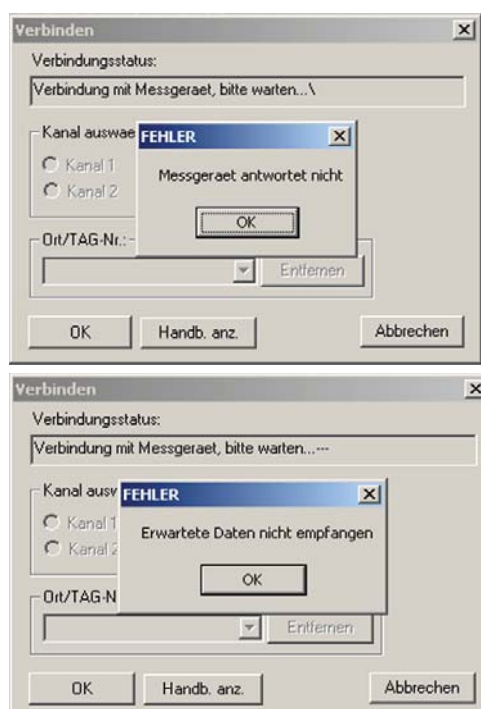 Verbinden
Verbindungsstatus:
Verbindung mit Messgeraet, bitte warten...\
Kanal auswae
FEHLER
Kanal 1
Kanal 2
Messgeraet antwortet nicht
OK
Ort/TAG-Nr.:
Entfernen
OK Handb. anz. Abbrechen
Verbinden
Verbindungsstatus:
Verbindung mit Messgeraet, bitte warten...---
Kanal ausw
FEHLER
Kanal 1
Kanal 2
Erwartete Daten nicht empfangen
OK
Ort/TAG-N
Entfernen
OK Handb. anz. Abbrechen